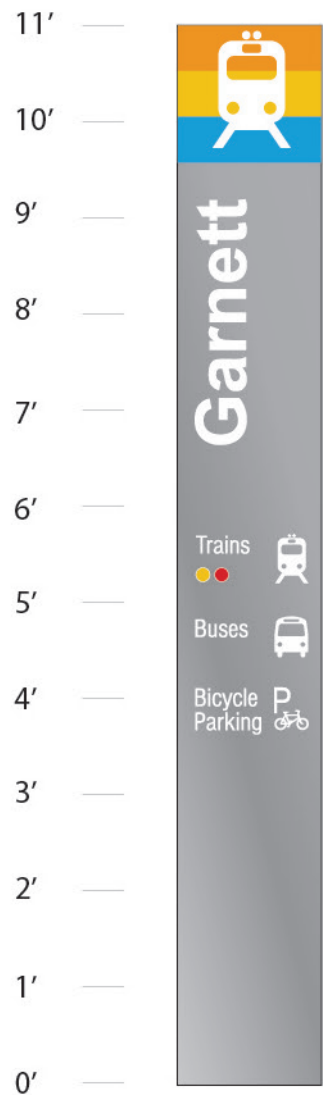 11′
10′
9′
8′
7′
6′
5′
4′
3′
2′
1′
0′
Garnett
Trains
Buses
Bicycle
Parking
P